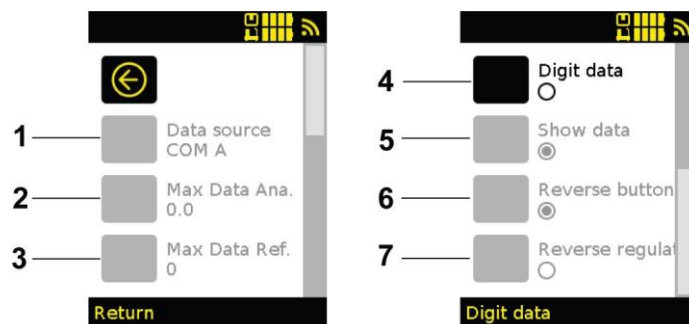 1
Data source
COM A
2
Max Data Ana.
0.0
3
Max Data Ref.
0
Return
4
Digit data
5
Show data
6
Reverse button
7
Reverse regulat
Digit data